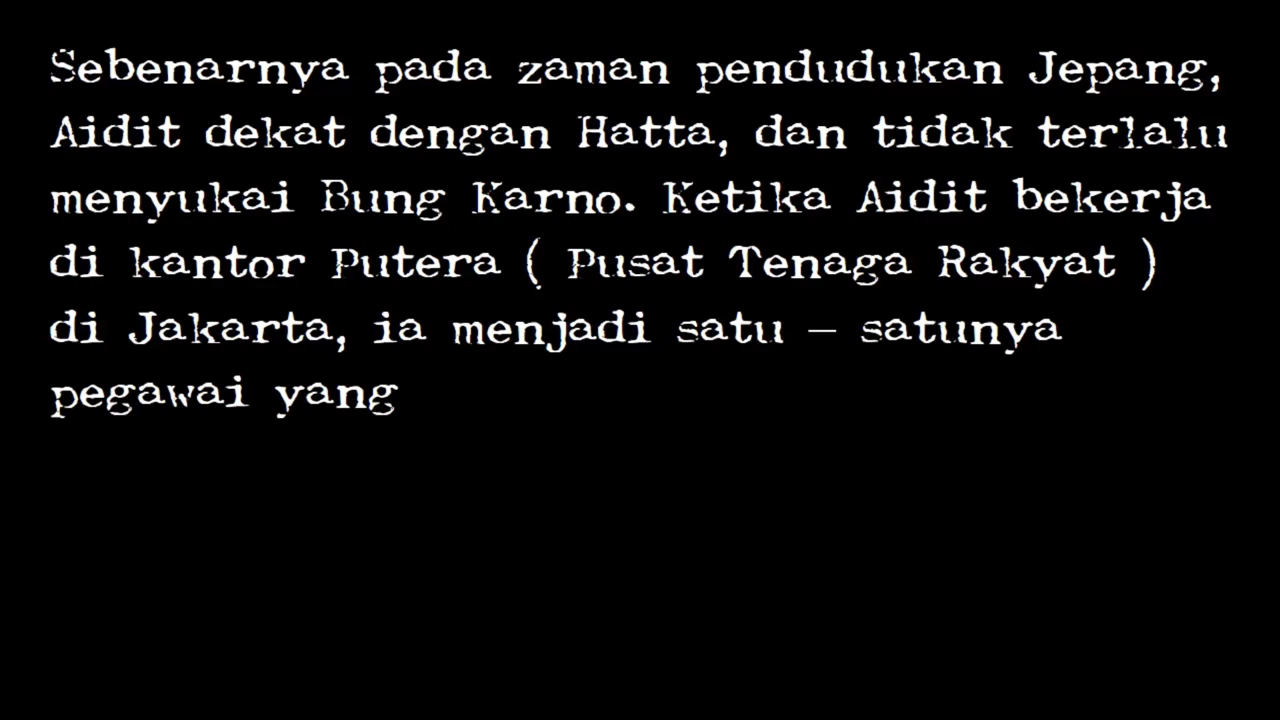 Sebenarnya pada zaman pendudukan Jepang,
Aidit dekat dengan Hatta, dan tidak terlalu
menyukai Bung Karno. Ketika Aidit bekerja
di kantor Putera ( Pusat Tenaga Rakyat )
di Jakarta, ia menjadi satu – satunya
pegawai yang